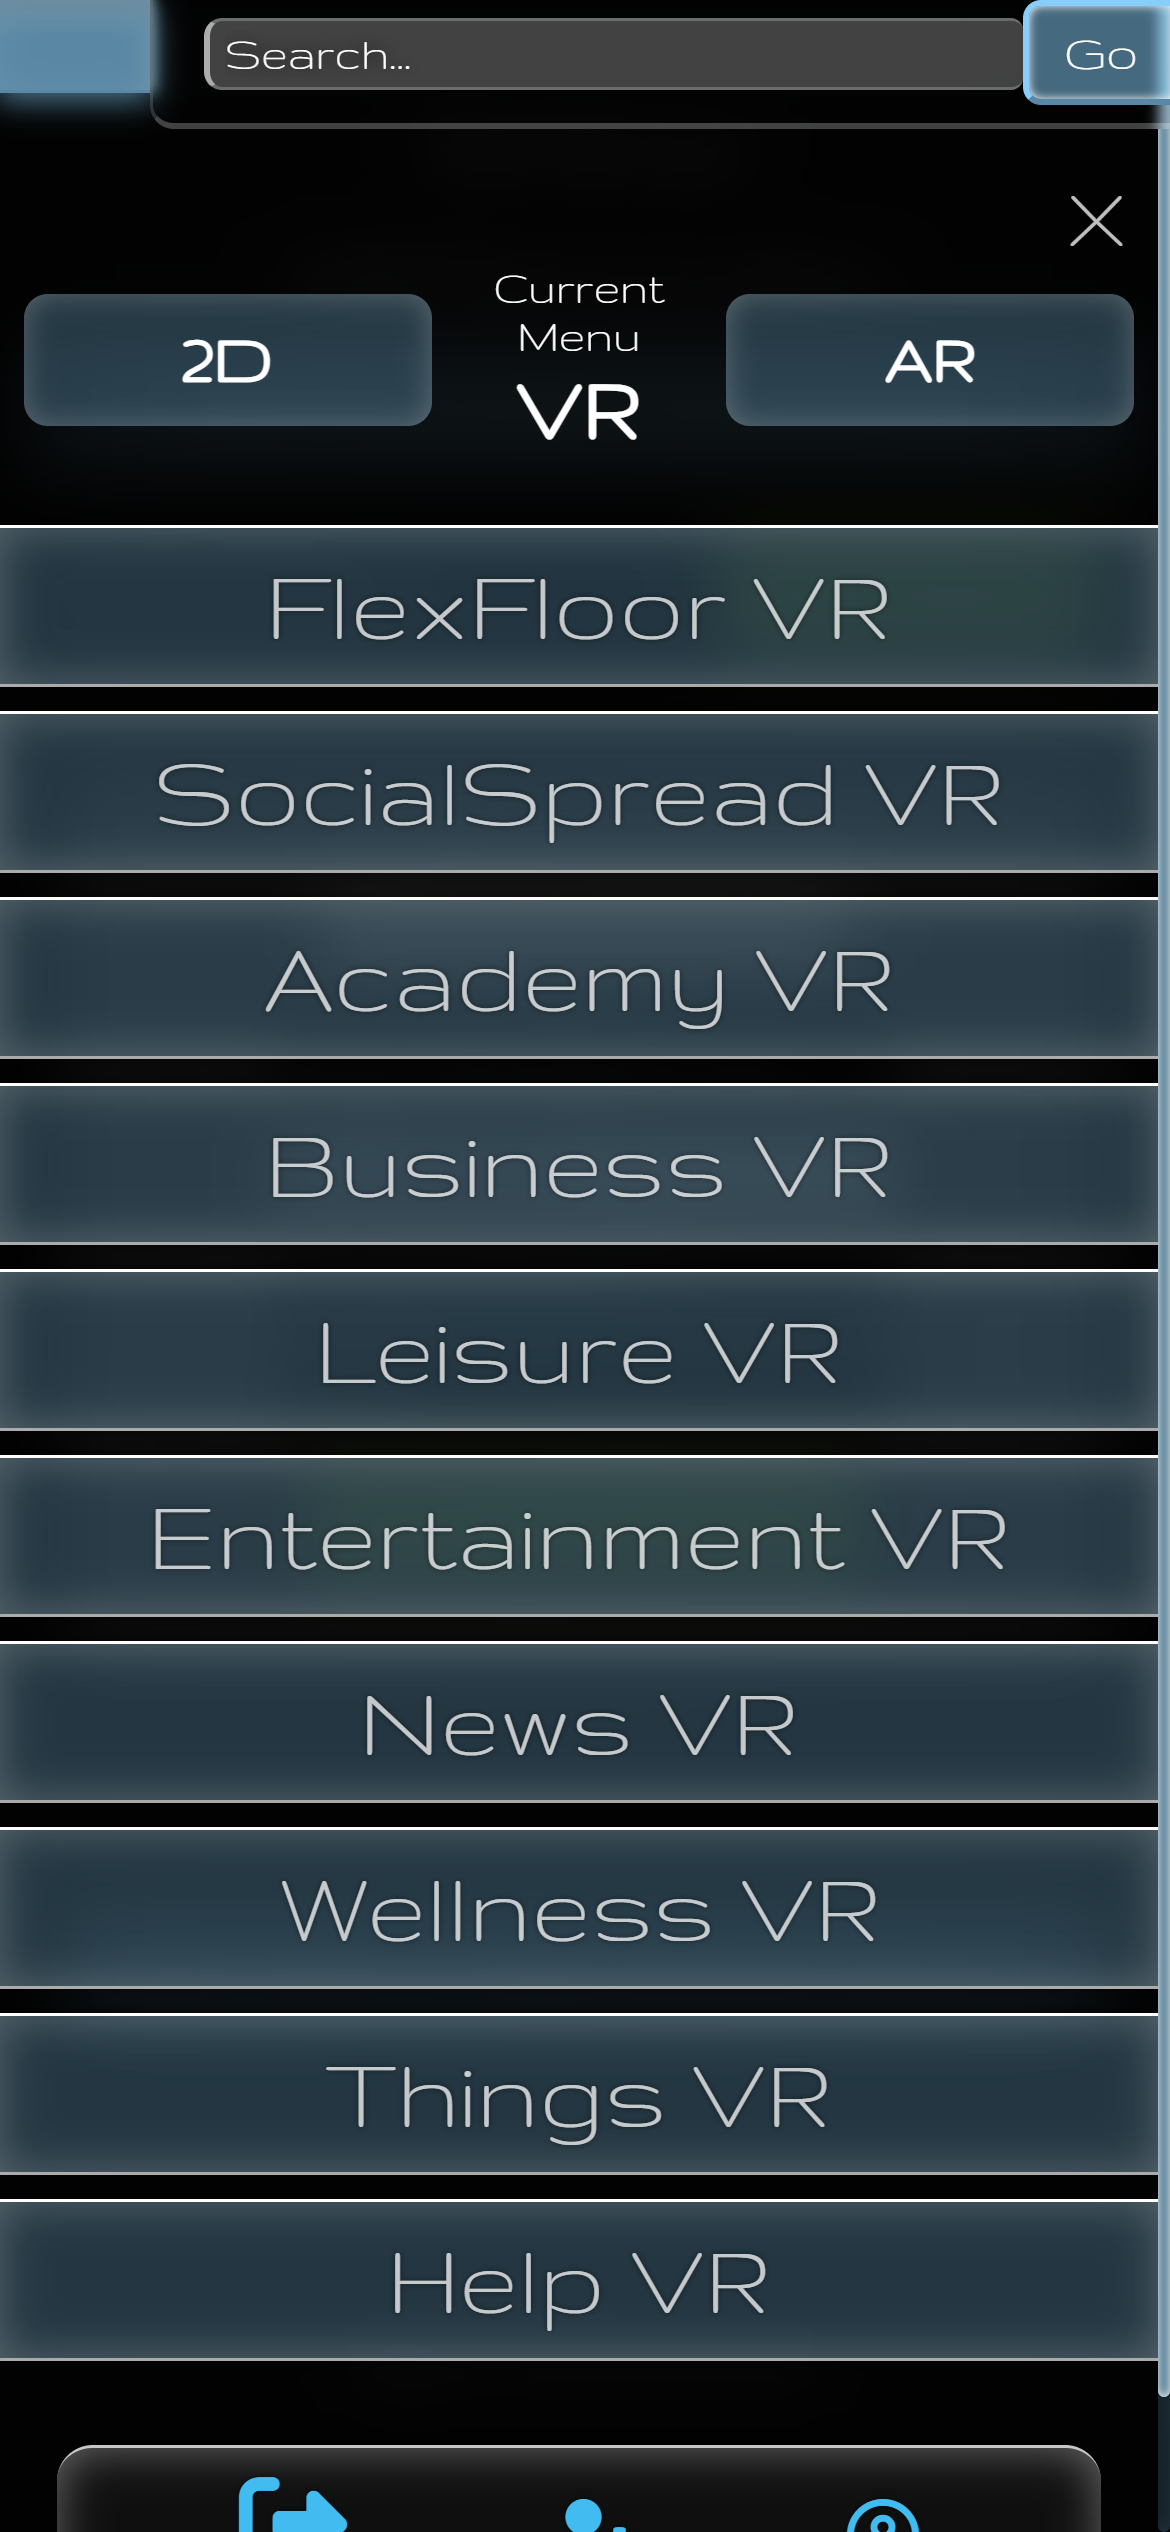 Search...
Go
Current
Menu
2D
VR
AR
FlexFloor VR
SocialSpread VR
Academy VR
Business VR
Leisure VR
Entertainment VR
News VR
Wellness VR
Things VR
Help VR